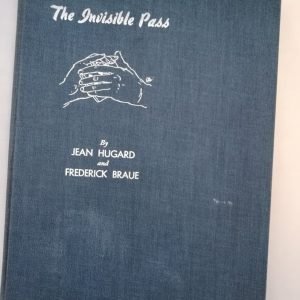 The Invisible Pass
By
JEAN HUGARD
and
FREDERICK BRAUE